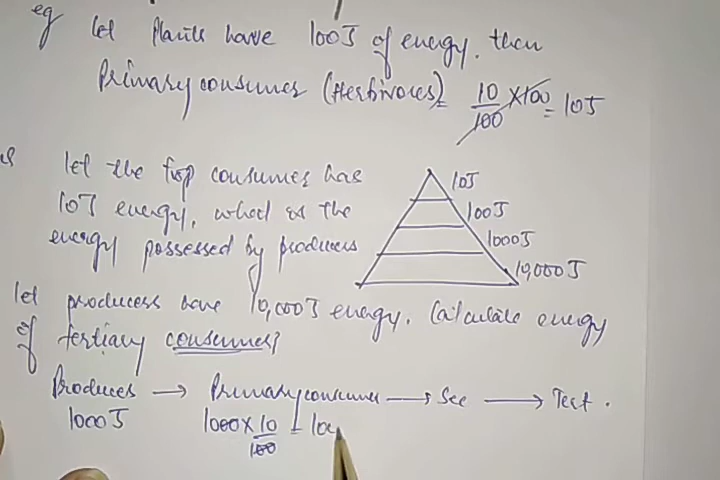 eg let plants have 100J of energy. then
Primary consumer (Herbivores) = 10/100 × 100 = 10J
let the top consumer has
10J energy, what is the
energy possessed by producers
10J
100J
1000J
10,000J
let producers have 10,000J energy. Calculate energy
of tertiary consumer?
Produces → Primary consumer → Sec → Tert.
1000J 1000 × 10/100 = 100